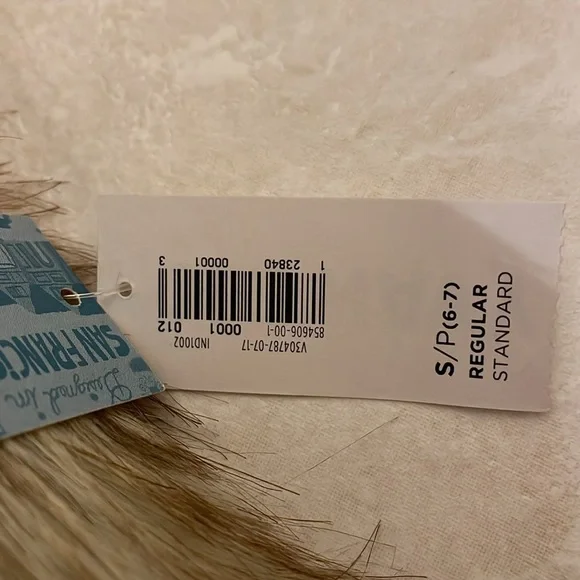 Designed in
SAN FRANCI
V304787-07-17 IND1002
854606-00-1 0001 012
1 23840 00001 3
S/P(6-7)
REGULAR
STANDARD